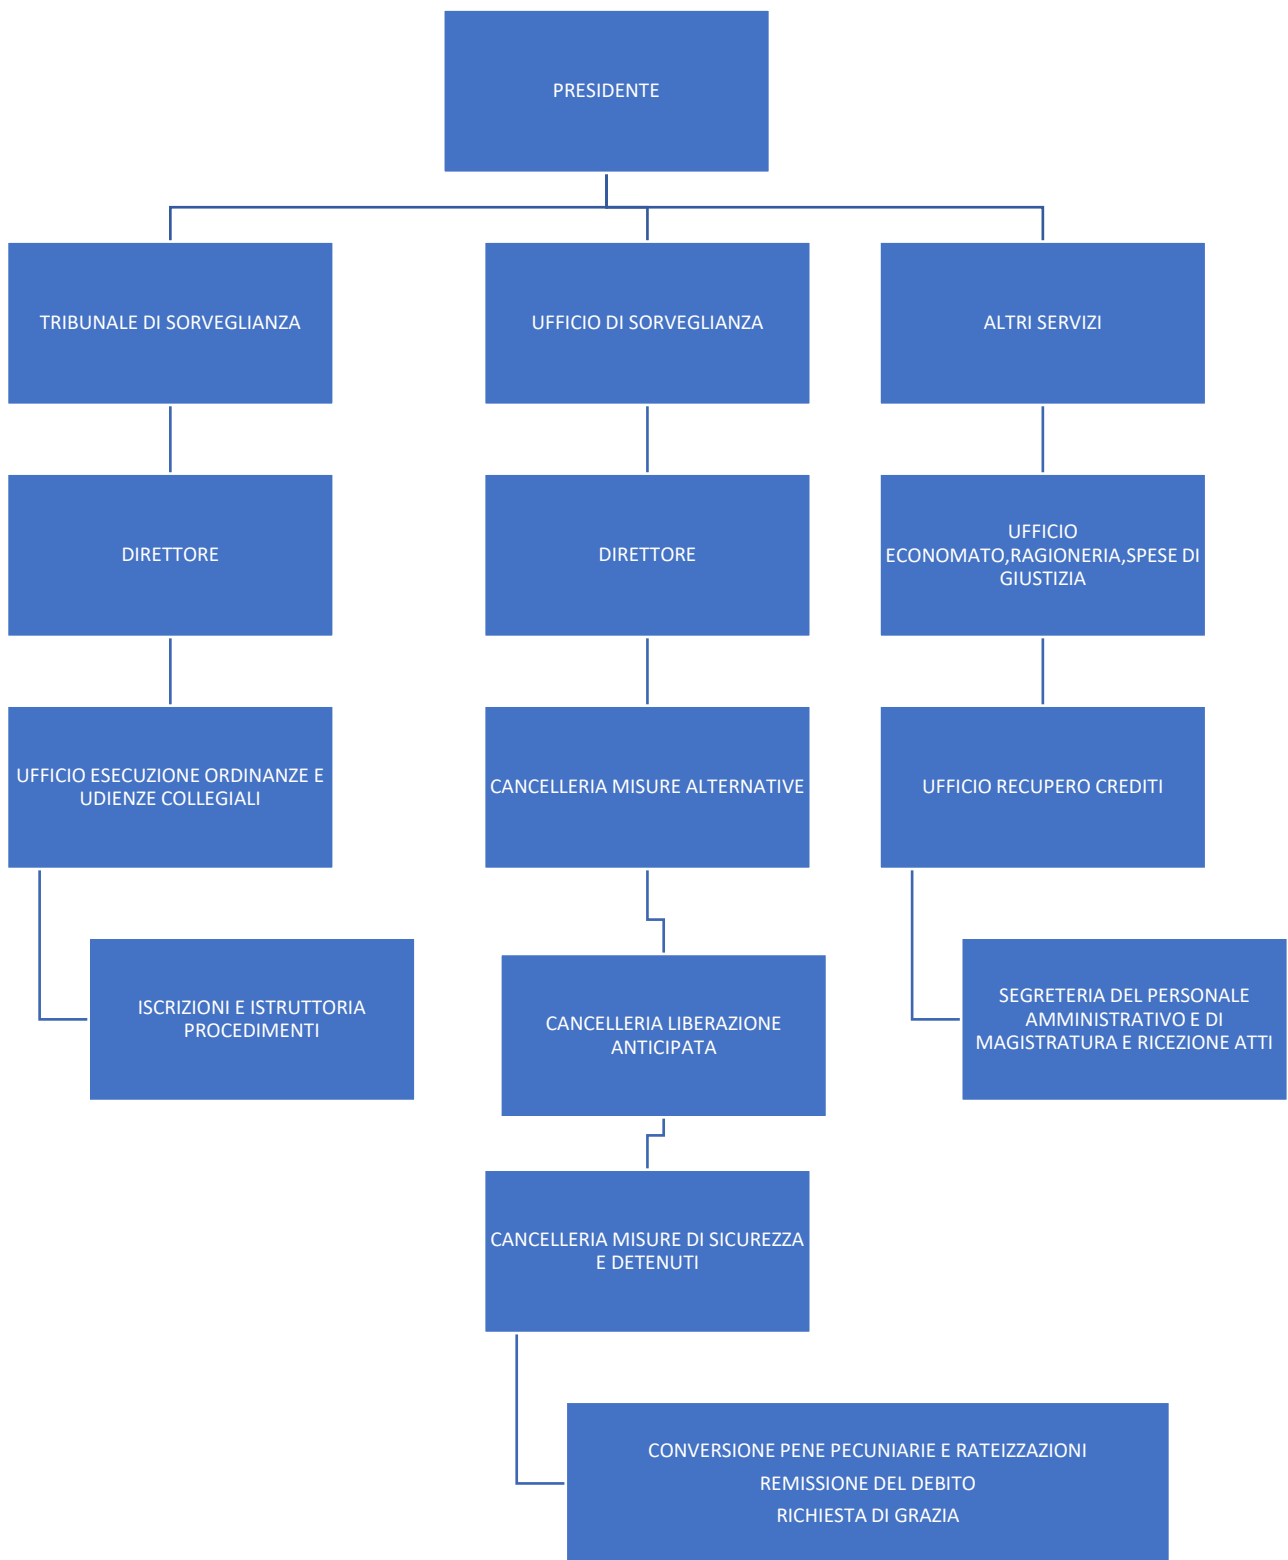 PRESIDENTE
TRIBUNALE DI SORVEGLIANZA
UFFICIO DI SORVEGLIANZA
ALTRI SERVIZI
DIRETTORE
DIRETTORE
UFFICIO
ECONOMATO,RAGIONERIA,SPESE DI
GIUSTIZIA
UFFICIO ESECUZIONE ORDINANZE E
UDIENZE COLLEGIALI
CANCELLERIA MISURE ALTERNATIVE
UFFICIO RECUPERO CREDITI
ISCRIZIONI E ISTRUTTORIA
PROCEDIMENTI
CANCELLERIA LIBERAZIONE
ANTICIPATA
SEGRETERIA DEL PERSONALE
AMMINISTRATIVO E DI
MAGISTRATURA E RICEZIONE ATTI
CANCELLERIA MISURE DI SICUREZZA
E DETENUTI
CONVERSIONE PENE PECUNIARIE E RATEIZZAZIONI
REMISSIONE DEL DEBITO
RICHIESTA DI GRAZIA